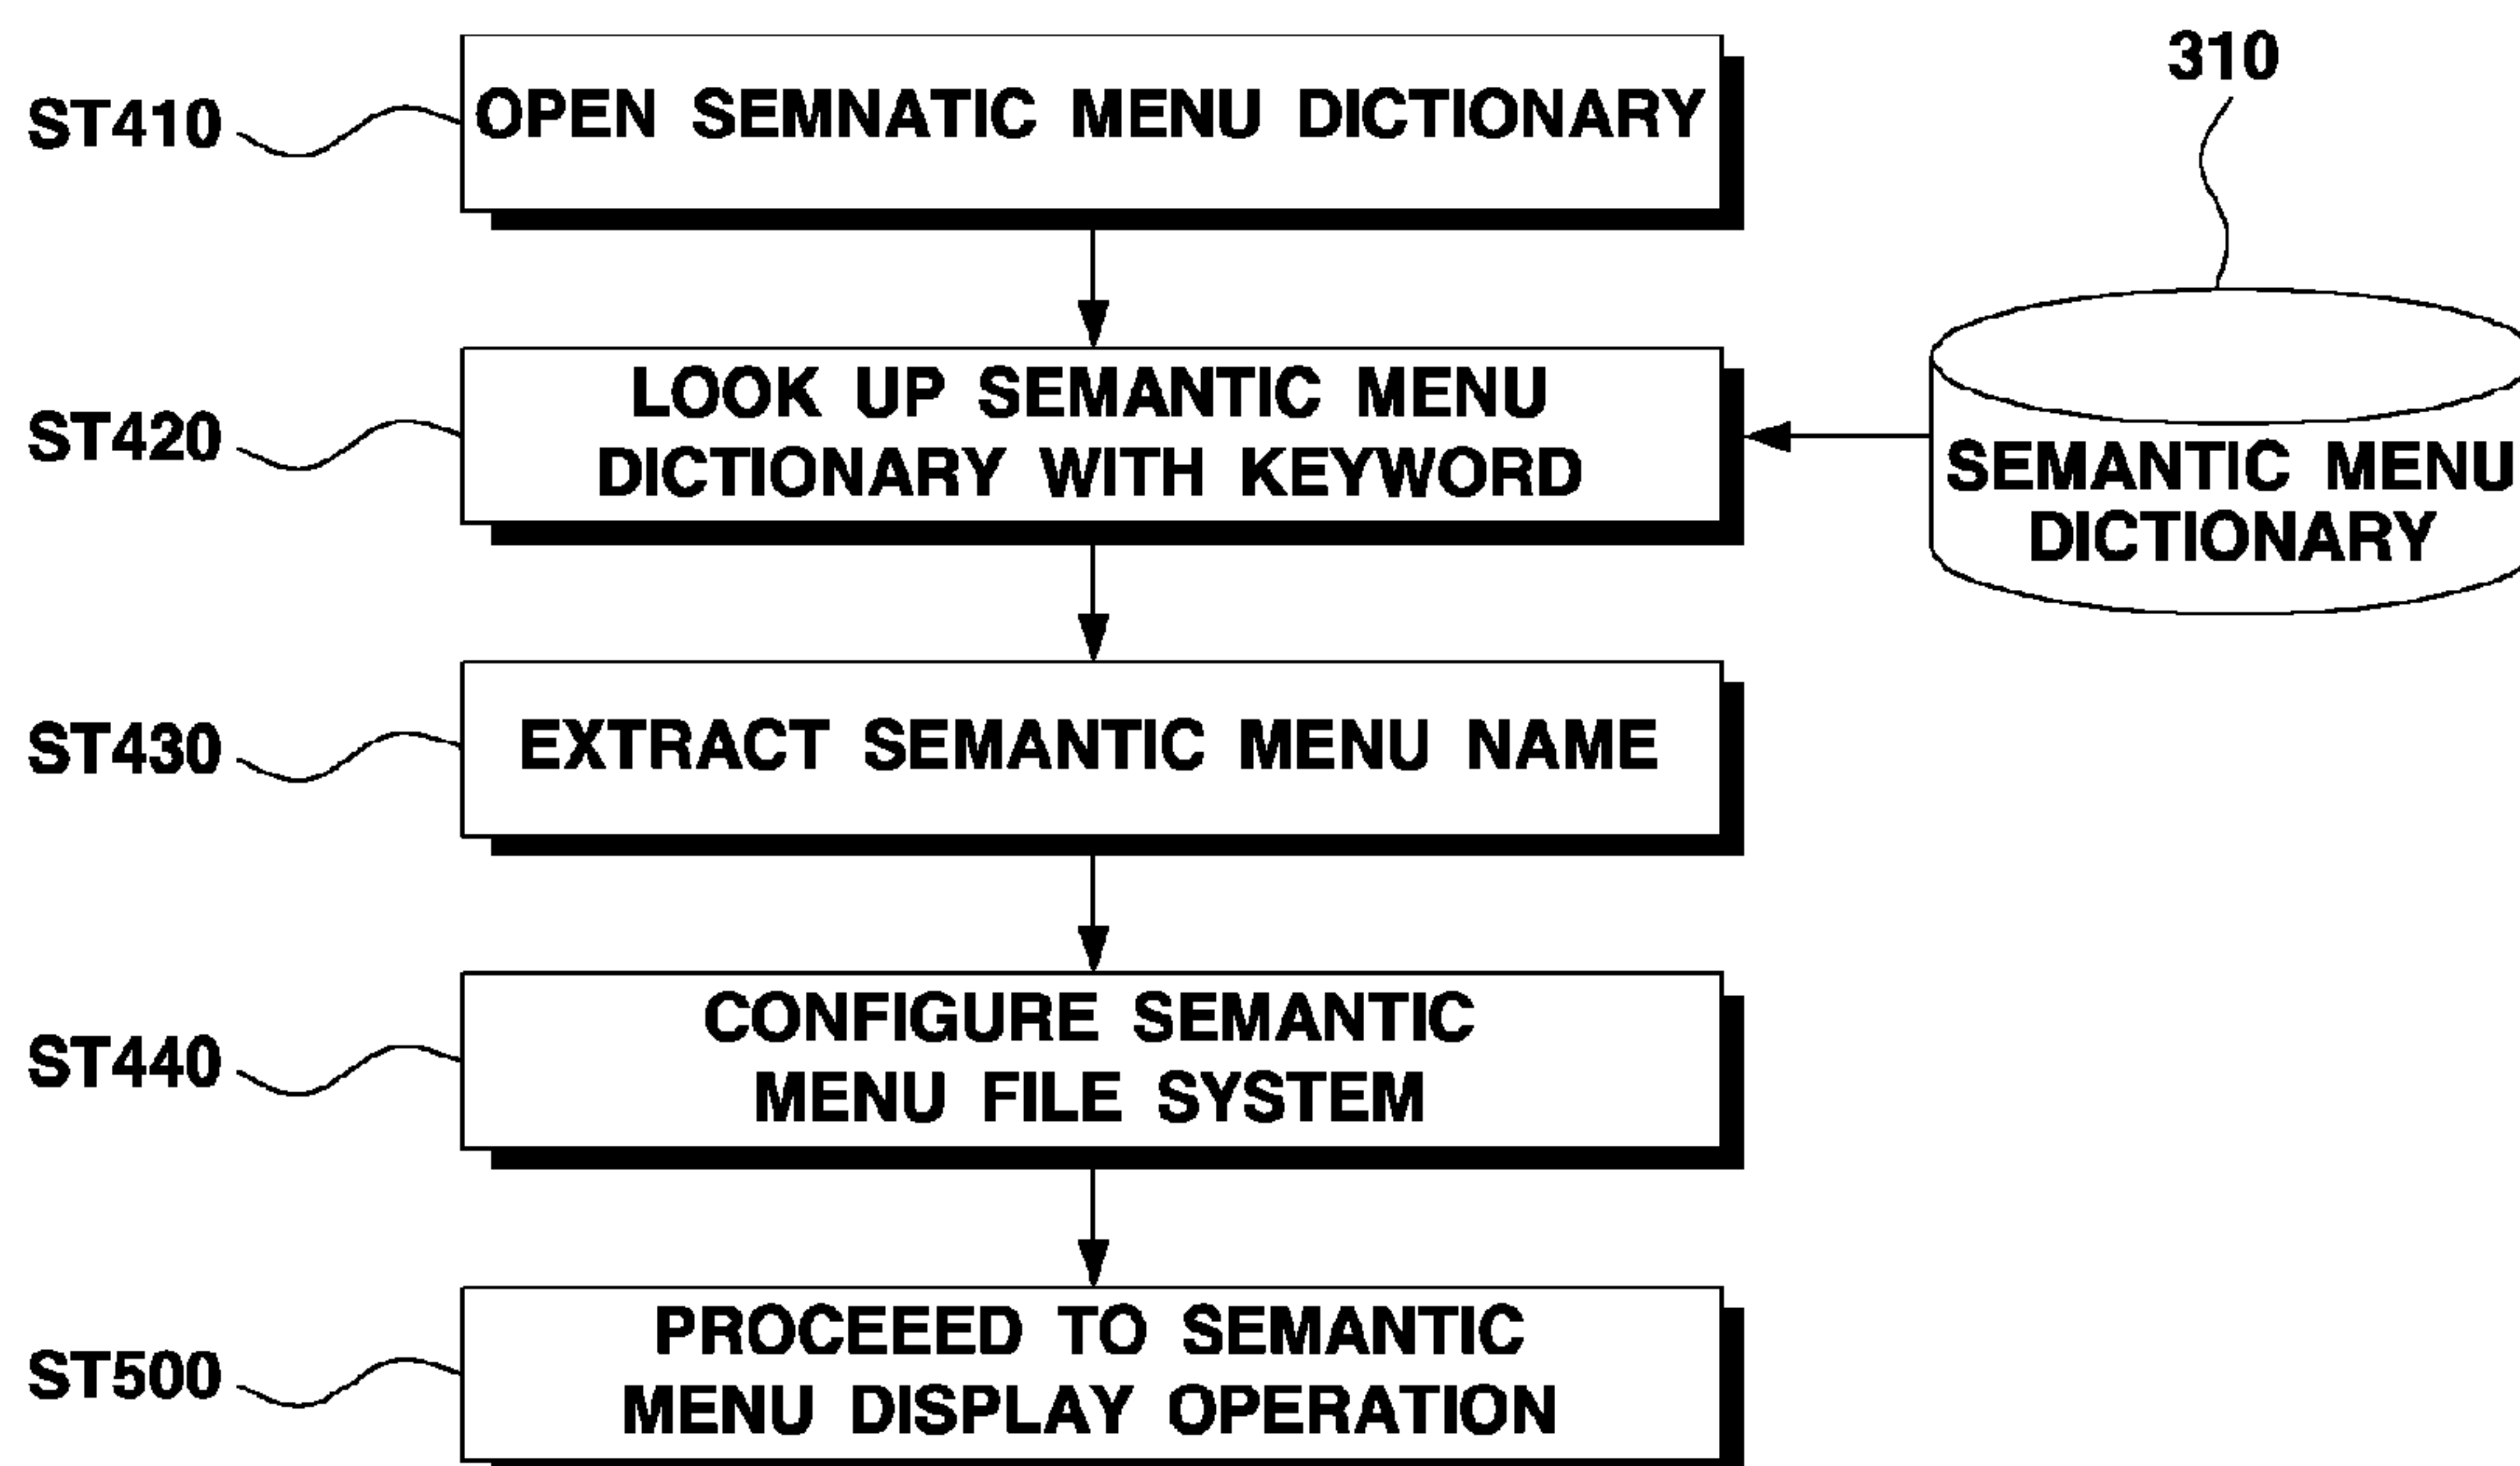 310
ST410
OPEN SEMNATIC MENU DICTIONARY
ST420
LOOK UP SEMANTIC MENU
DICTIONARY WITH KEYWORD
SEMANTIC MENU
DICTIONARY
ST430
EXTRACT SEMANTIC MENU NAME
ST440
CONFIGURE SEMANTIC
MENU FILE SYSTEM
ST500
PROCEEED TO SEMANTIC
MENU DISPLAY OPERATION